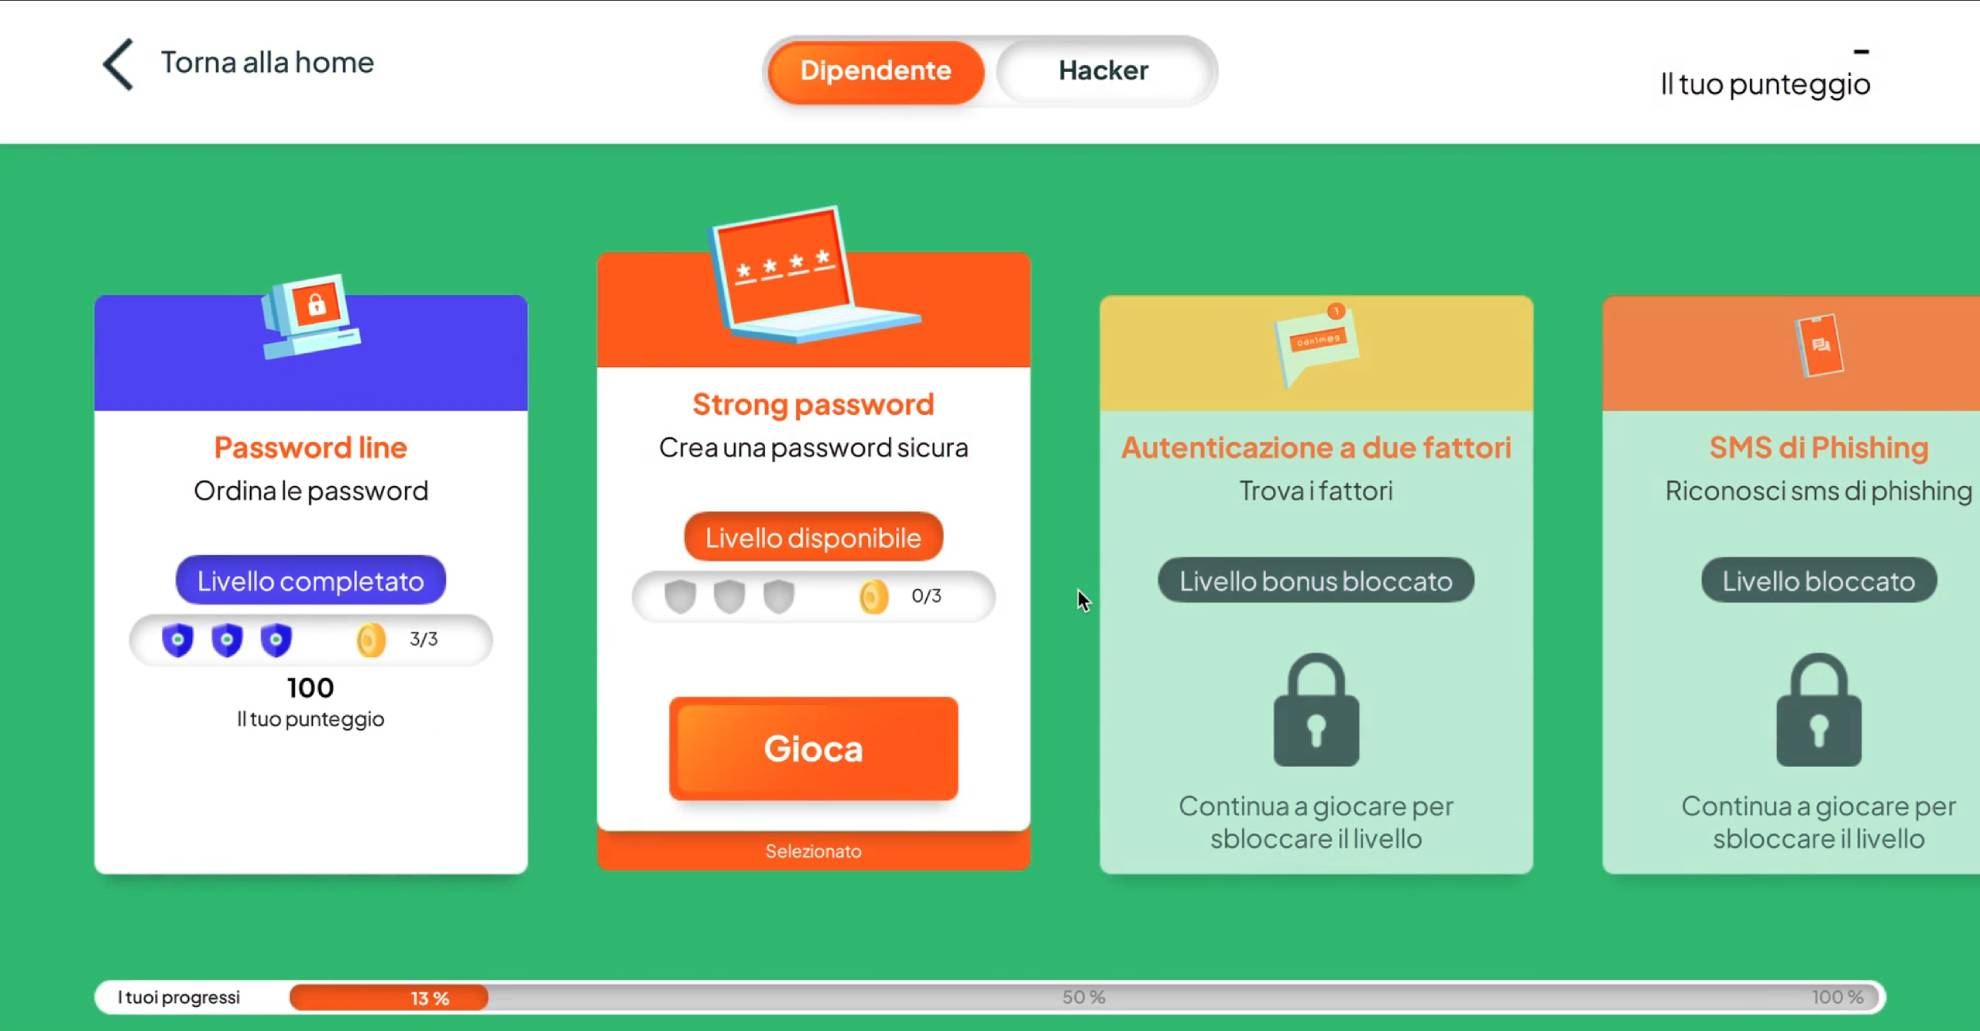 Torna alla home
Dipendente
Hacker
-
Il tuo punteggio
Password line
Ordina le password
Livello completato
3/3
100
Il tuo punteggio
* * * *
Strong password
Crea una password sicura
Livello disponibile
0/3
Gioca
Selezionato
1
Autenticazione a due fattori
Trova i fattori
Livello bonus bloccato
Continua a giocare per
sbloccare il livello
SMS di Phishing
Riconosci sms di phishing
Livello bloccato
Continua a giocare per
sbloccare il livello
I tuoi progressi
13 %
50 %
100 %